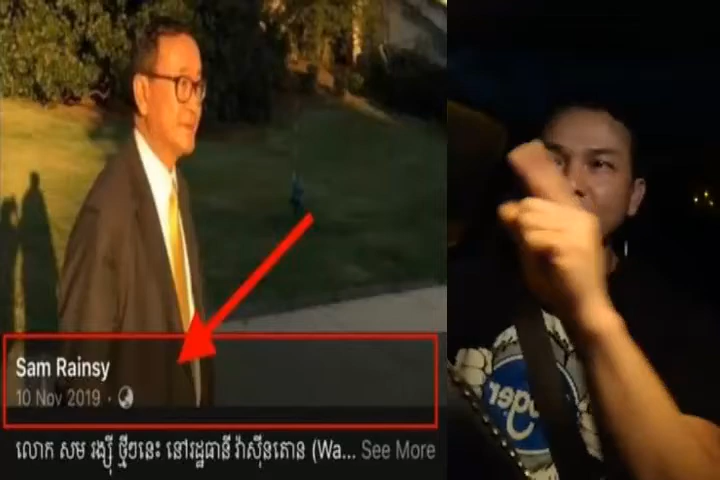 Sam Rainsy
10 Nov 2019 ·
លោក សម រង្ស៊ី ថ្មីៗនេះ នៅរដ្ឋធានី វ៉ាស៊ីនតោន (Wa... See More